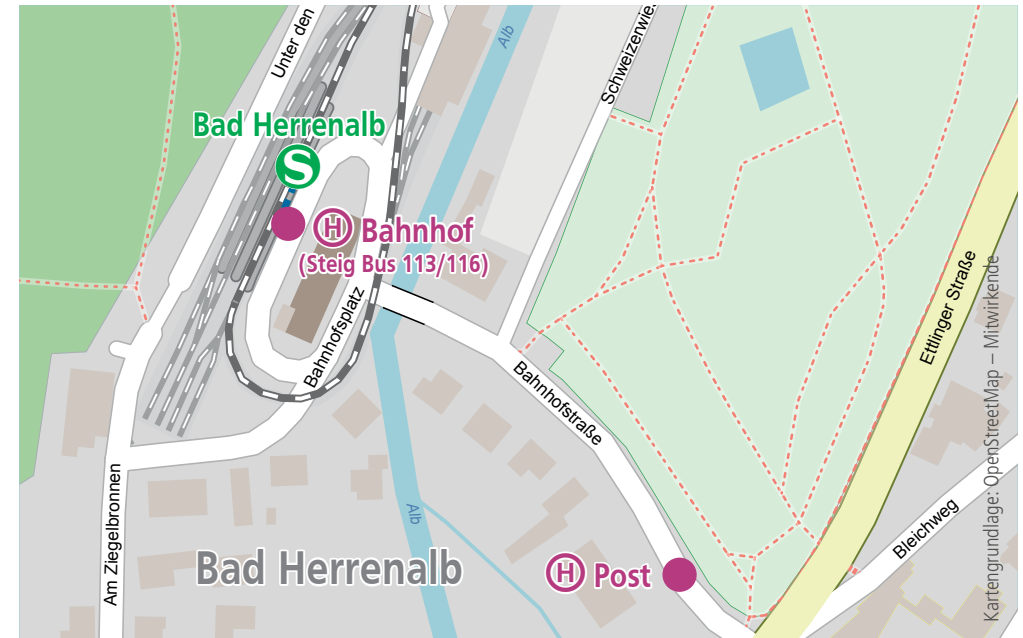 Unter den
Alb
Schweizerwie
Bad Herrenalb
S
H Bahnhof
(Steig Bus 113/116)
Bahnhofsplatz
Ettlinger Straße
Bahnhofstraße
Am Ziegelbronnen
Alb
Bad Herrenalb
H Post
Bleichweg
Kartengrundlage: OpenStreetMap – Mitwirkende